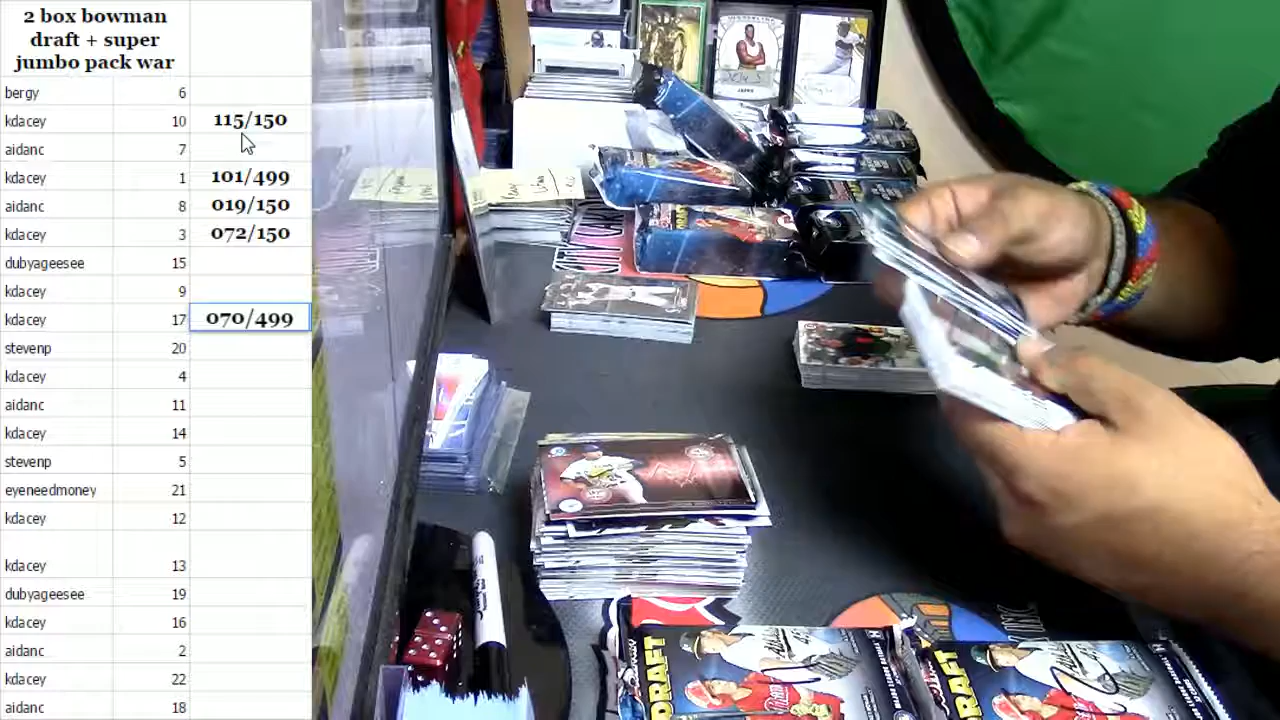 2 box bowman
draft + super
jumbo pack war
bergy 6
kdacey 10 115/150
aidanc 7
kdacey 1 101/499
aidanc 8 019/150
kdacey 3 072/150
dubyageesee 15
kdacey 9
kdacey 17 070/499
stevenp 20
kdacey 4
aidanc 11
kdacey 14
stevenp 5
eyeneedmoney 21
kdacey 12
kdacey 13
dubyageesee 19
kdacey 16
aidanc 2
kdacey 22
aidanc 18
DRAFT
DRAFT